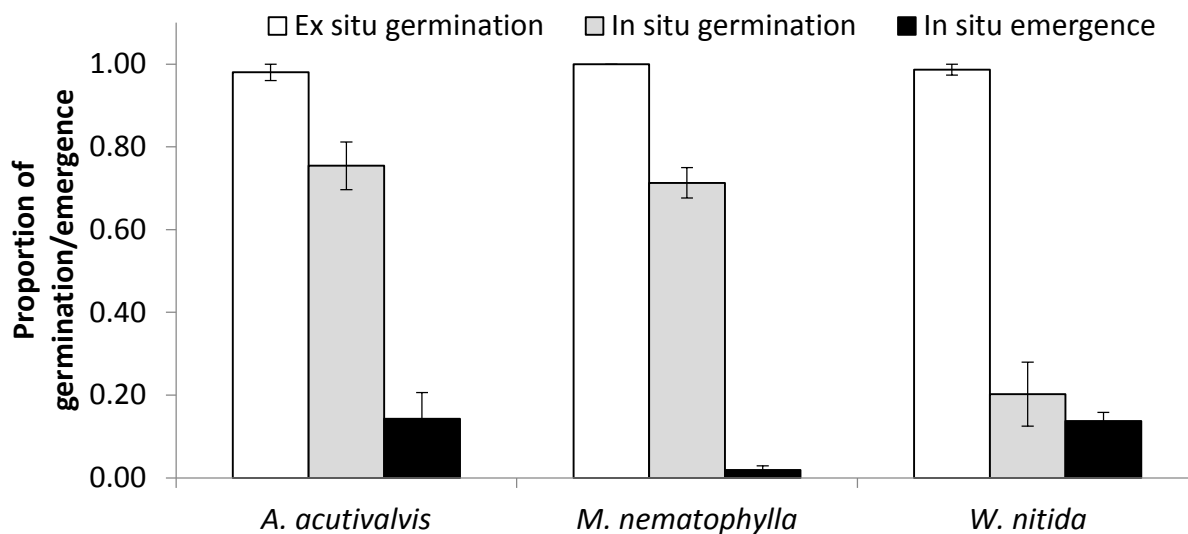 Ex situ germination In situ germination In situ emergence
Proportion of
germination/emergence
1.00
0.80
0.60
0.40
0.20
0.00
A. acutivalvis M. nematophylla W. nitida